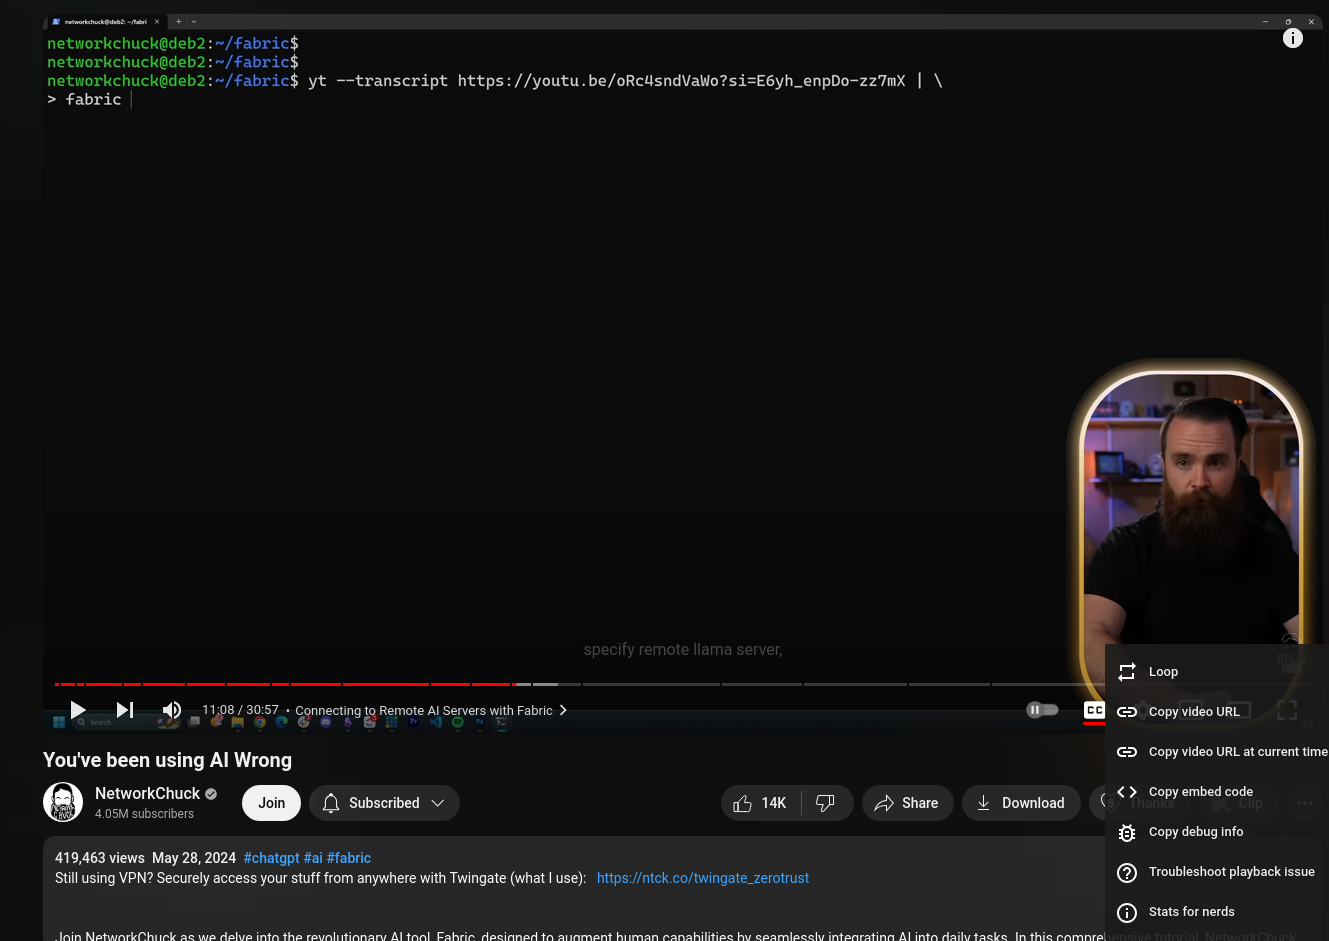 networkchuck@deb2: ~/fabri
networkchuck@deb2:~/fabric$
networkchuck@deb2:~/fabric$
networkchuck@deb2:~/fabric$ yt --transcript https://youtu.be/oRc4sndVaWo?si=E6yh_enpDo-zz7mX | \
> fabric
specify remote llama server,
11:08 / 30:57 • Connecting to Remote AI Servers with Fabric
CC
Search
Loop
Copy video URL
Copy video URL at current time
Copy embed code
Copy debug info
Troubleshoot playback issue
Stats for nerds
You've been using AI Wrong
NetworkChuck
4.05M subscribers
Join
Subscribed
14K
Share
Download
Thanks
Clip
419,463 views May 28, 2024 #chatgpt #ai #fabric
Still using VPN? Securely access your stuff from anywhere with Twingate (what I use): https://ntck.co/twingate_zerotrust
Join NetworkChuck as we delve into the revolutionary AI tool, Fabric, designed to augment human capabilities by seamlessly integrating AI into daily tasks. In this comprehensive tutorial, NetworkChuck